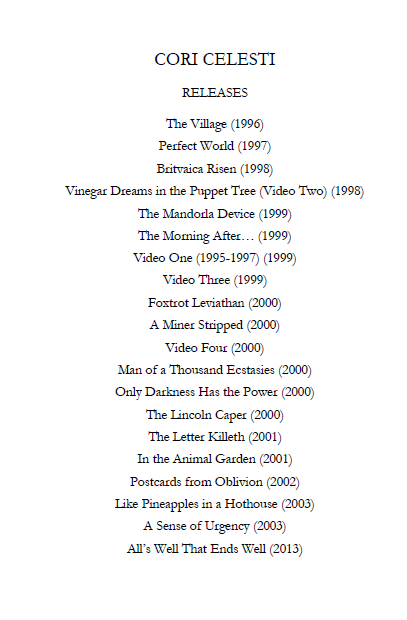 CORI CELESTI
RELEASES
The Village (1996)
Perfect World (1997)
Britvaica Risen (1998)
Vinegar Dreams in the Puppet Tree (Video Two) (1998)
The Mandorla Device (1999)
The Morning After… (1999)
Video One (1995-1997) (1999)
Video Three (1999)
Foxtrot Leviathan (2000)
A Miner Stripped (2000)
Video Four (2000)
Man of a Thousand Ecstasies (2000)
Only Darkness Has the Power (2000)
The Lincoln Caper (2000)
The Letter Killeth (2001)
In the Animal Garden (2001)
Postcards from Oblivion (2002)
Like Pineapples in a Hothouse (2003)
A Sense of Urgency (2003)
All’s Well That Ends Well (2013)